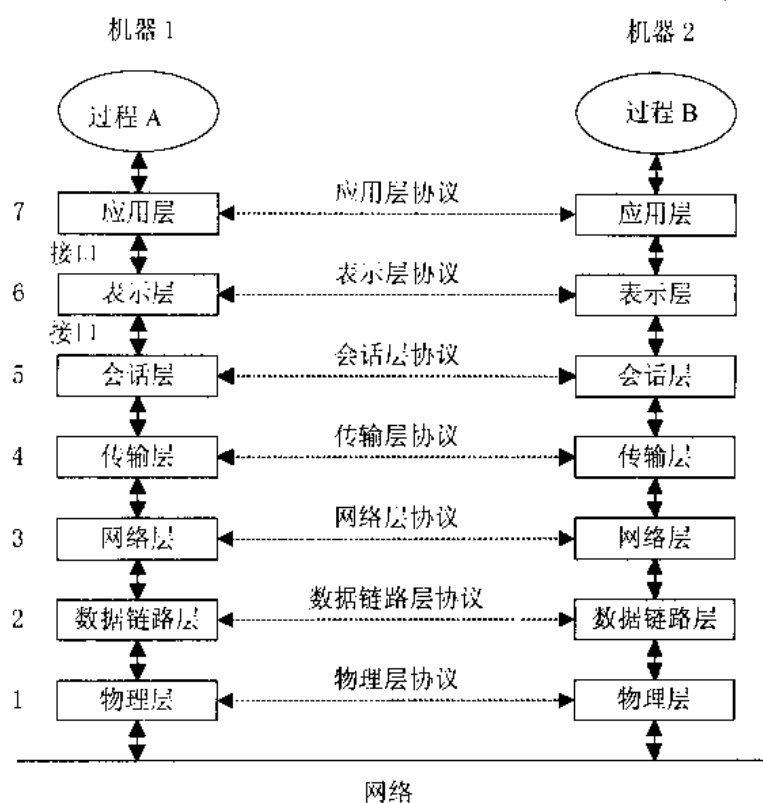 机器 1 机器 2
过程 A 过程 B
应用层协议
7 应用层 应用层
接口
表示层协议
6 表示层 表示层
接口
会话层协议
5 会话层 会话层
传输层协议
4 传输层 传输层
网络层协议
3 网络层 网络层
数据链路层协议
2 数据链路层 数据链路层
物理层协议
1 物理层 物理层
网络